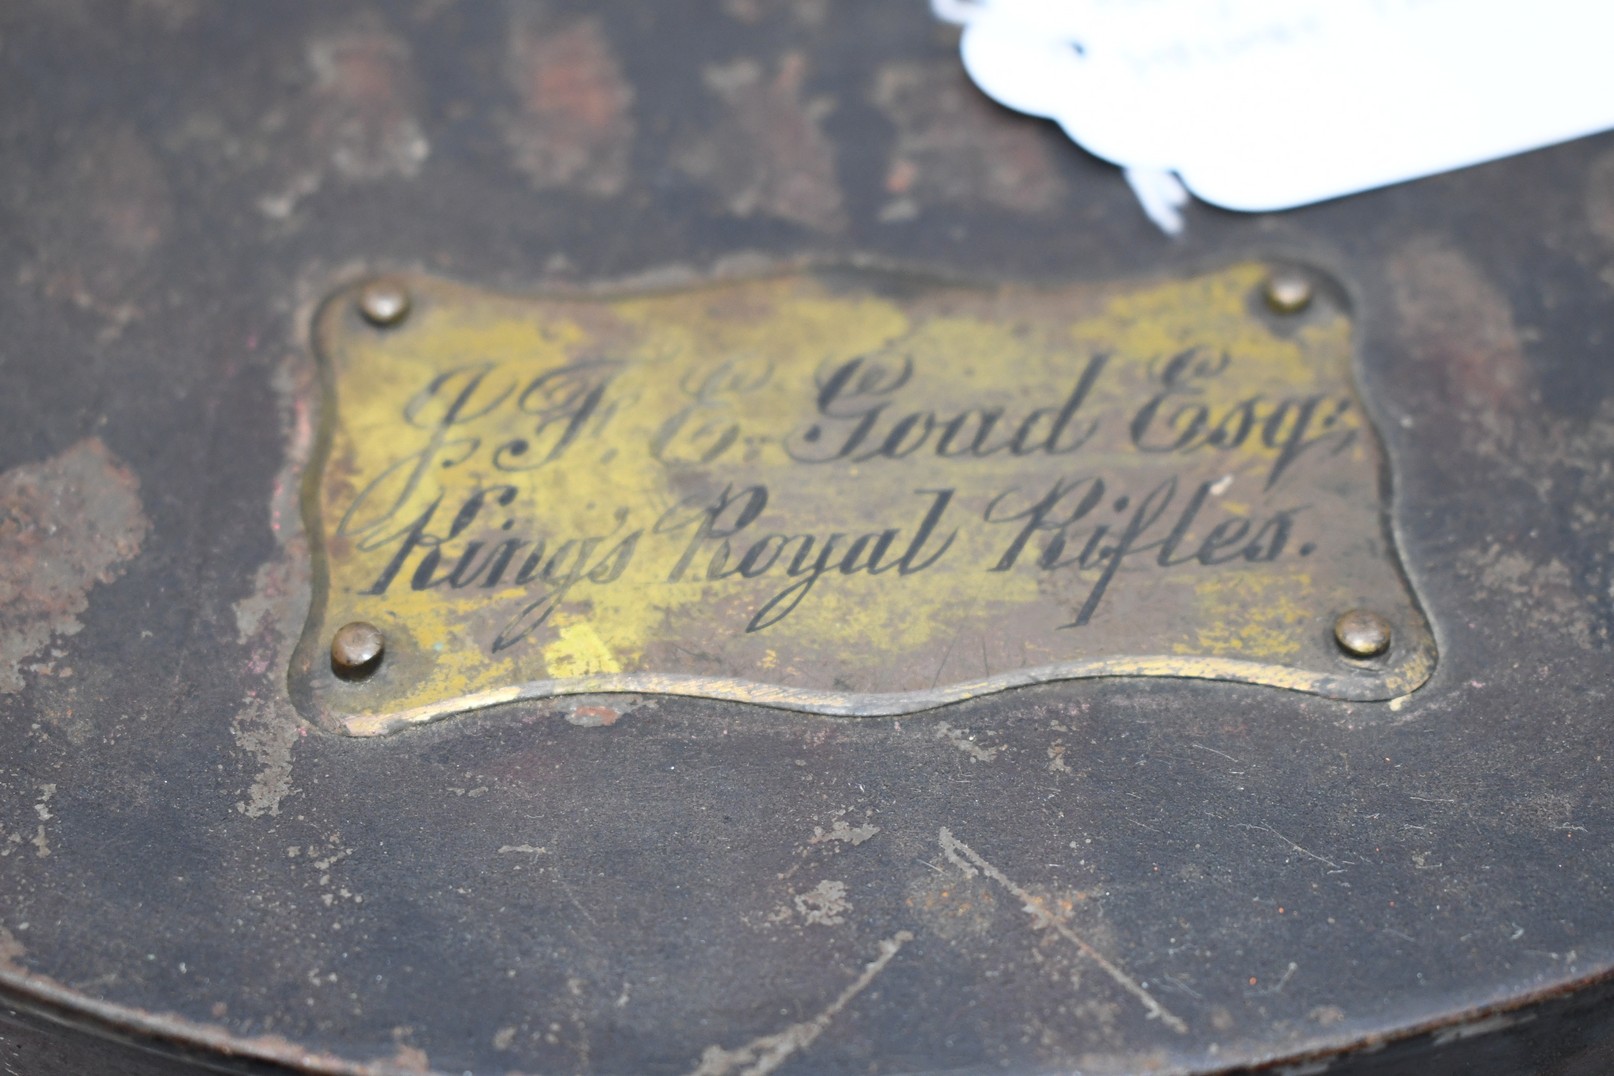 J. F. E. Goad Esq:
King's Royal Rifles.